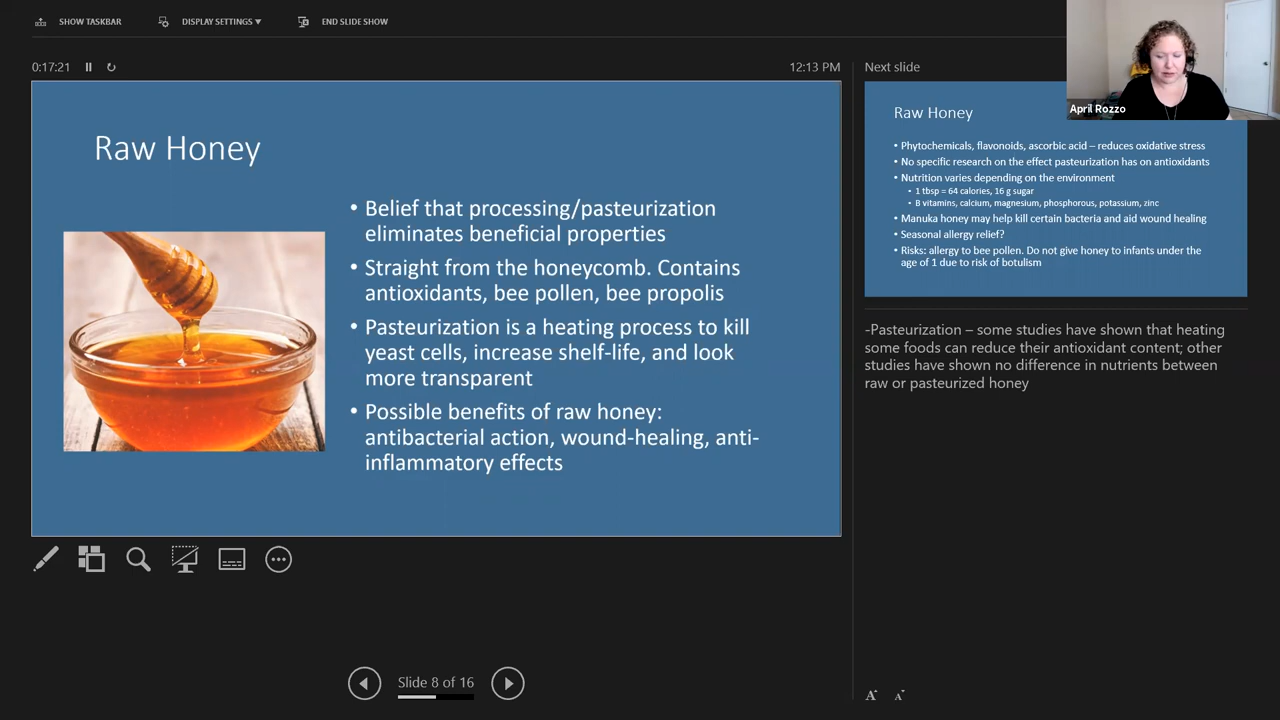 SHOW TASKBAR
DISPLAY SETTINGS ▾
END SLIDE SHOW
0:17:21
12:13 PM
Raw Honey
• Belief that processing/pasteurization
eliminates beneficial properties
• Straight from the honeycomb. Contains
antioxidants, bee pollen, bee propolis
• Pasteurization is a heating process to kill
yeast cells, increase shelf-life, and look
more transparent
• Possible benefits of raw honey:
antibacterial action, wound-healing, anti-
inflammatory effects
Slide 8 of 16
Next slide
April Rozzo
Raw Honey
• Phytochemicals, flavonoids, ascorbic acid – reduces oxidative stress
• No specific research on the effect pasteurization has on antioxidants
• Nutrition varies depending on the environment
• 1 tbsp = 64 calories, 16 g sugar
• B vitamins, calcium, magnesium, phosphorous, potassium, zinc
• Manuka honey may help kill certain bacteria and aid wound healing
• Seasonal allergy relief?
• Risks: allergy to bee pollen. Do not give honey to infants under the
age of 1 due to risk of botulism
-Pasteurization – some studies have shown that heating
some foods can reduce their antioxidant content; other
studies have shown no difference in nutrients between
raw or pasteurized honey
A A